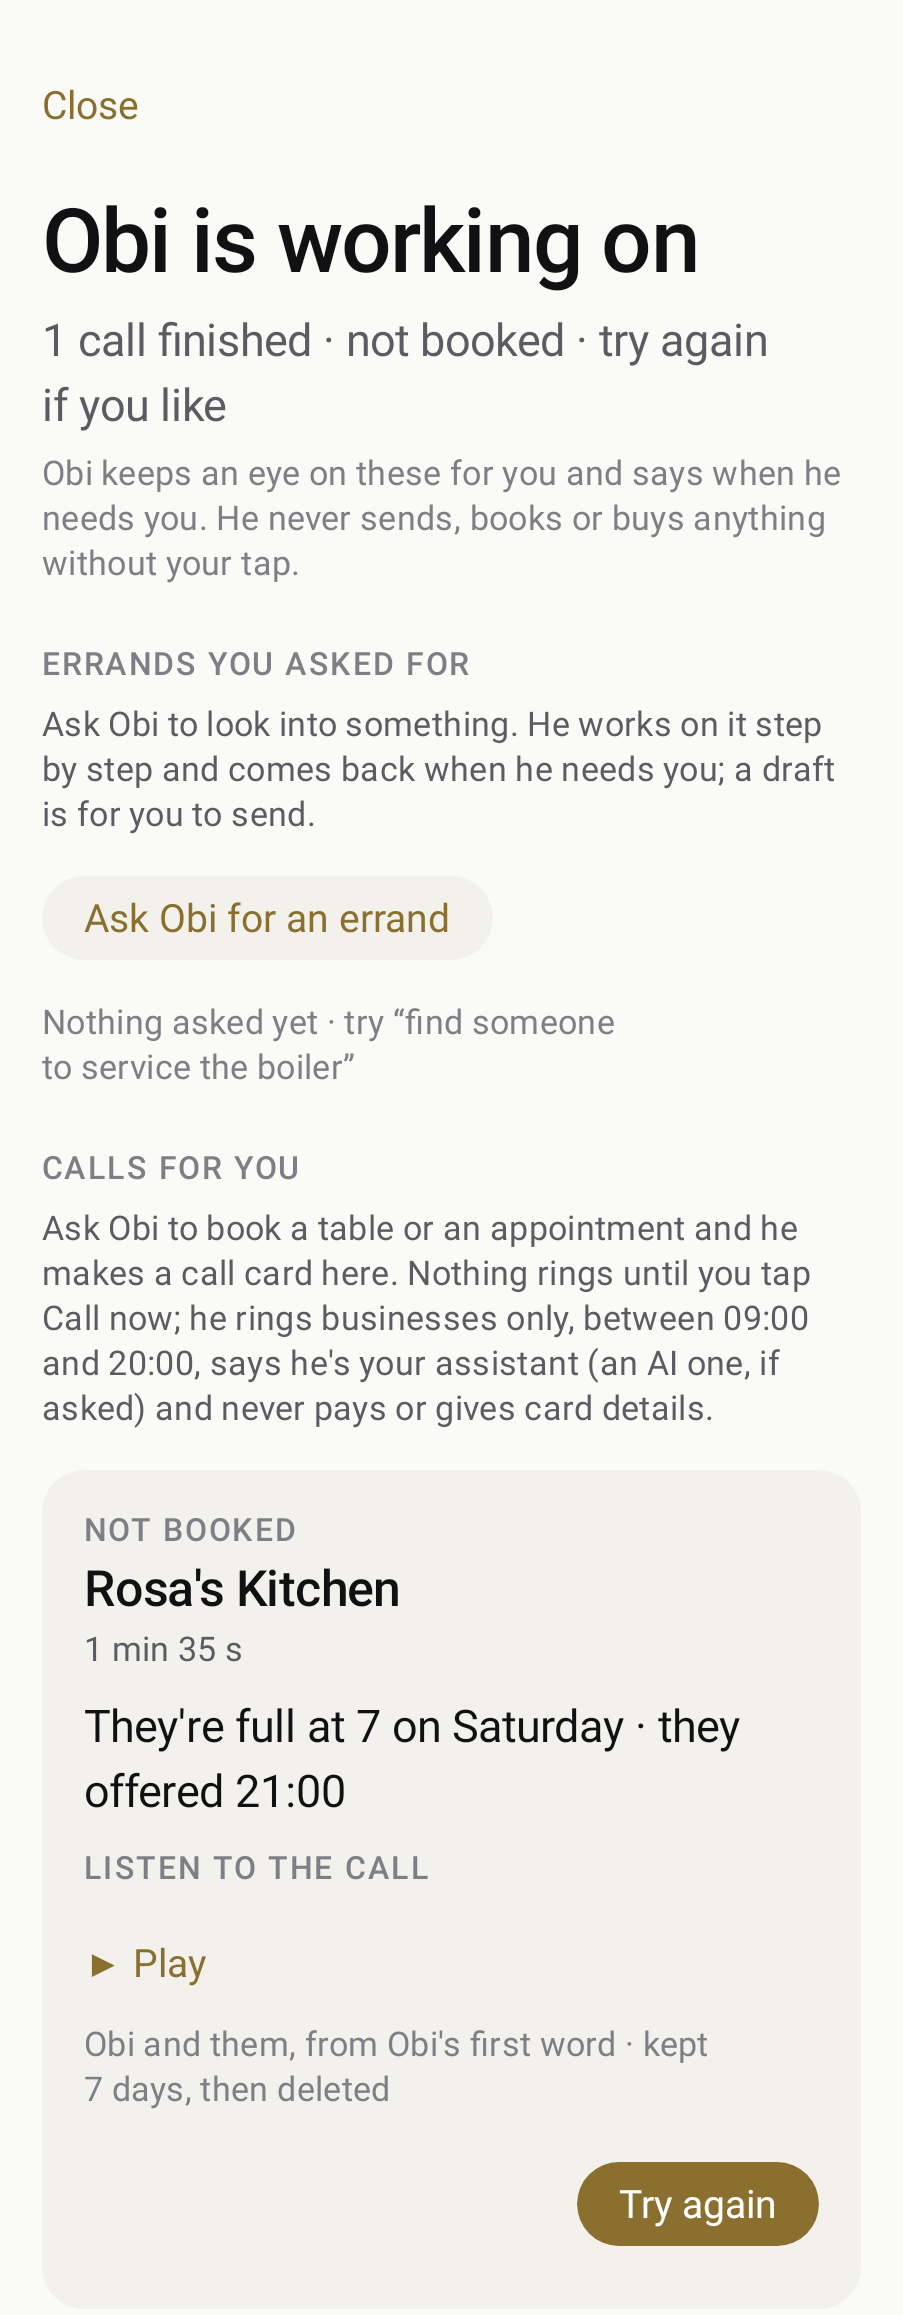 Close
Obi is working on
1 call finished · not booked · try again
if you like
Obi keeps an eye on these for you and says when he
needs you. He never sends, books or buys anything
without your tap.
ERRANDS YOU ASKED FOR
Ask Obi to look into something. He works on it step
by step and comes back when he needs you; a draft
is for you to send.
Ask Obi for an errand
Nothing asked yet · try “find someone
to service the boiler”
CALLS FOR YOU
Ask Obi to book a table or an appointment and he
makes a call card here. Nothing rings until you tap
Call now; he rings businesses only, between 09:00
and 20:00, says he's your assistant (an AI one, if
asked) and never pays or gives card details.
NOT BOOKED
Rosa's Kitchen
1 min 35 s
They're full at 7 on Saturday · they
offered 21:00
LISTEN TO THE CALL
► Play
Obi and them, from Obi's first word · kept
7 days, then deleted
Try again